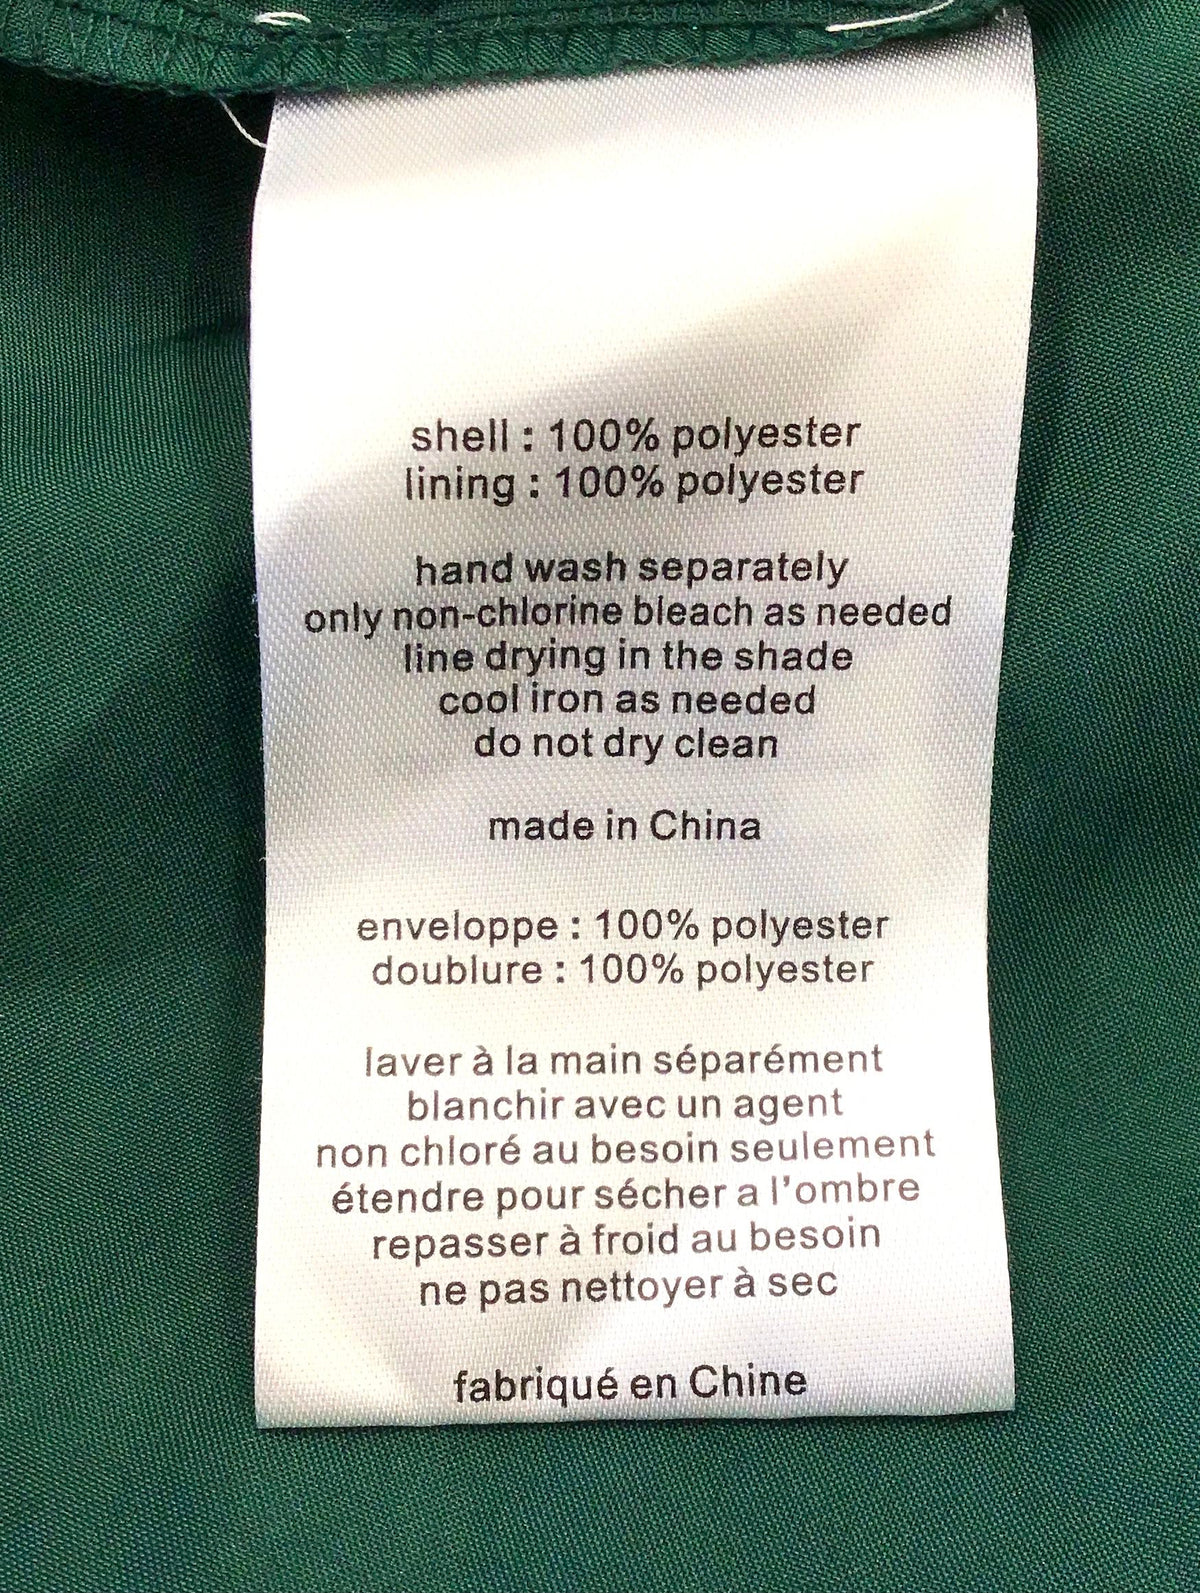 shell : 100% polyester
lining : 100% polyester
hand wash separately
only non-chlorine bleach as needed
line drying in the shade
cool iron as needed
do not dry clean
made in China
enveloppe : 100% polyester
doublure : 100% polyester
laver à la main séparément
blanchir avec un agent
non chloré au besoin seulement
étendre pour sécher a l'ombre
repasser à froid au besoin
ne pas nettoyer à sec
fabriqué en Chine